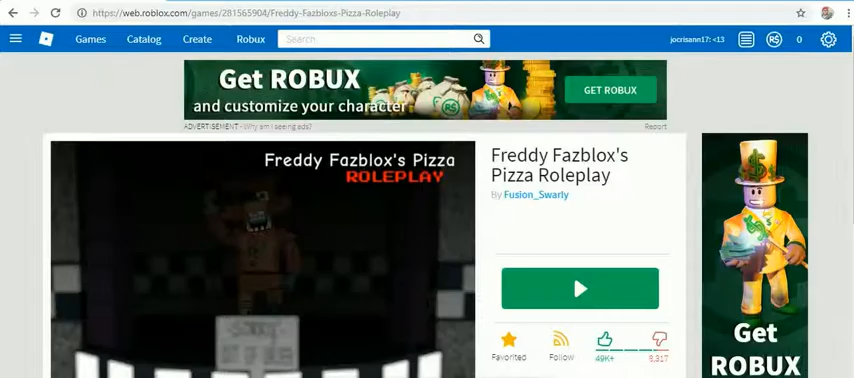 https://web.roblox.com/games/281565904/Freddy-Fazbloxs-Pizza-Roleplay
Games Catalog Create Robux Search jocrisann17: <13 R$ 0
Get ROBUX
and customize your character
GET ROBUX
ADVERTISEMENT - Why am I seeing ads? Report
Freddy Fazblox's Pizza
ROLEPLAY
Freddy Fazblox's
Pizza Roleplay
By Fusion_Swarly
Favorited Follow 49K+ 8,317
Get
ROBUX